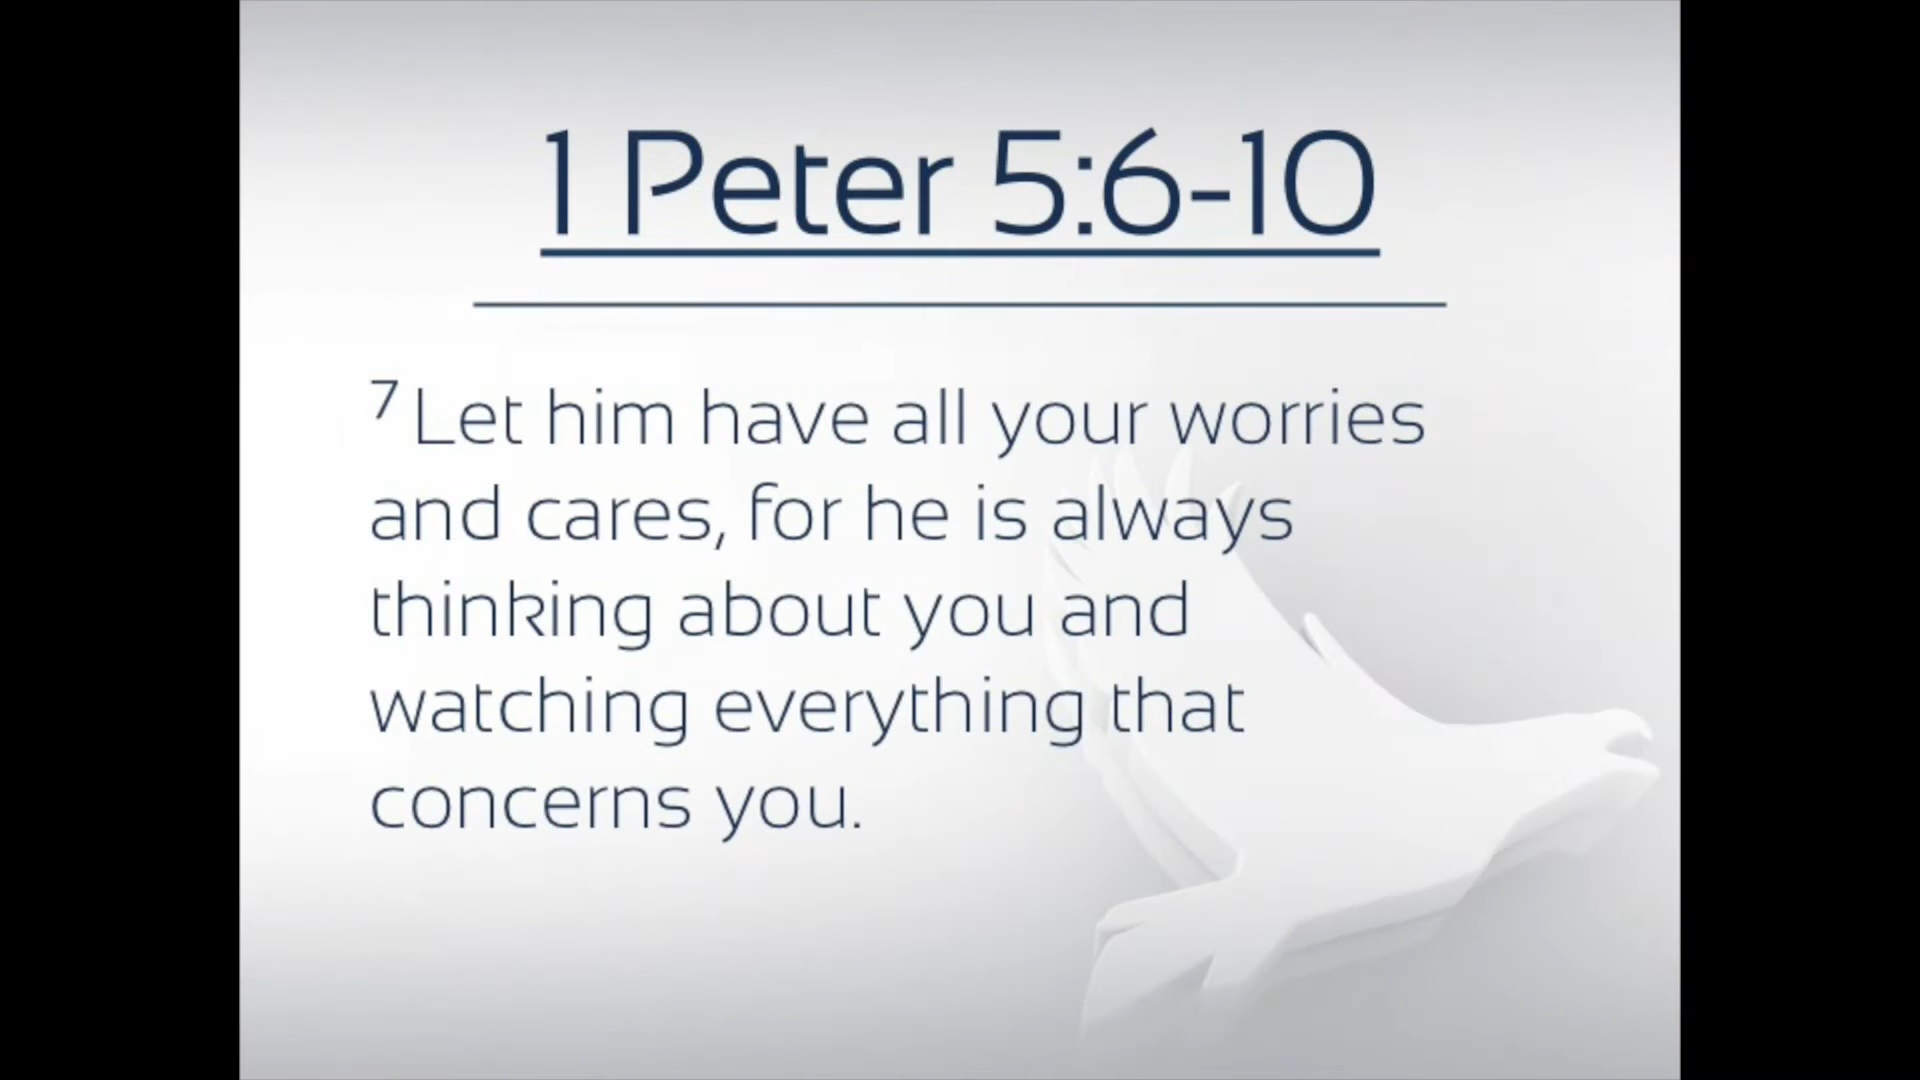 1 Peter 5:6-10
7 Let him have all your worries
and cares, for he is always
thinking about you and
watching everything that
concerns you.